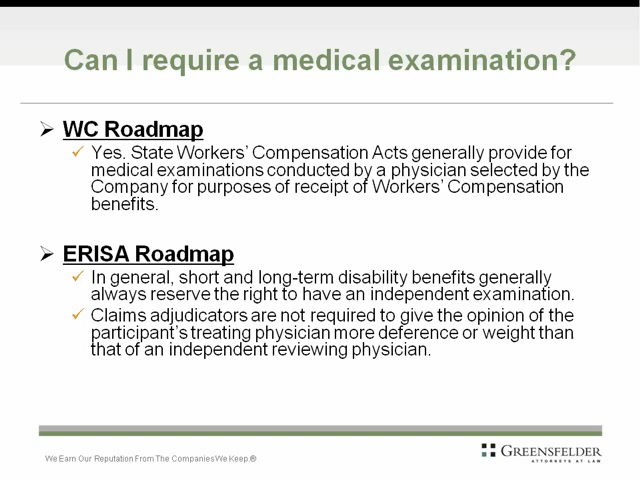 Can I require a medical examination?
WC Roadmap
Yes. State Workers' Compensation Acts generally provide for
medical examinations conducted by a physician selected by the
Company for purposes of receipt of Workers' Compensation
benefits.
ERISA Roadmap
In general, short and long-term disability benefits generally
always reserve the right to have an independent examination.
Claims adjudicators are not required to give the opinion of the
participant's treating physician more deference or weight than
that of an independent reviewing physician.
We Earn Our Reputation From The Companies We Keep.®
GREENSFELDER
ATTORNEYS AT LAW